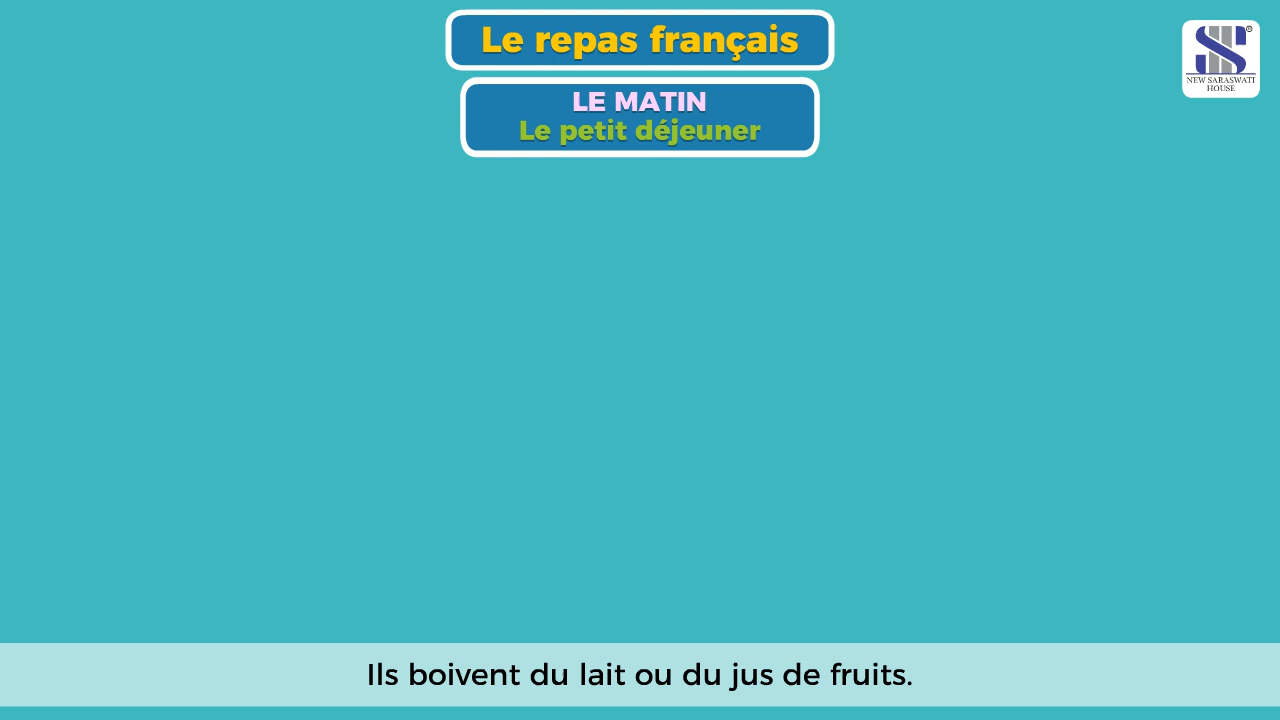 Le repas français
LE MATIN
Le petit déjeuner
NEW SARASWATI
HOUSE
Ils boivent du lait ou du jus de fruits.